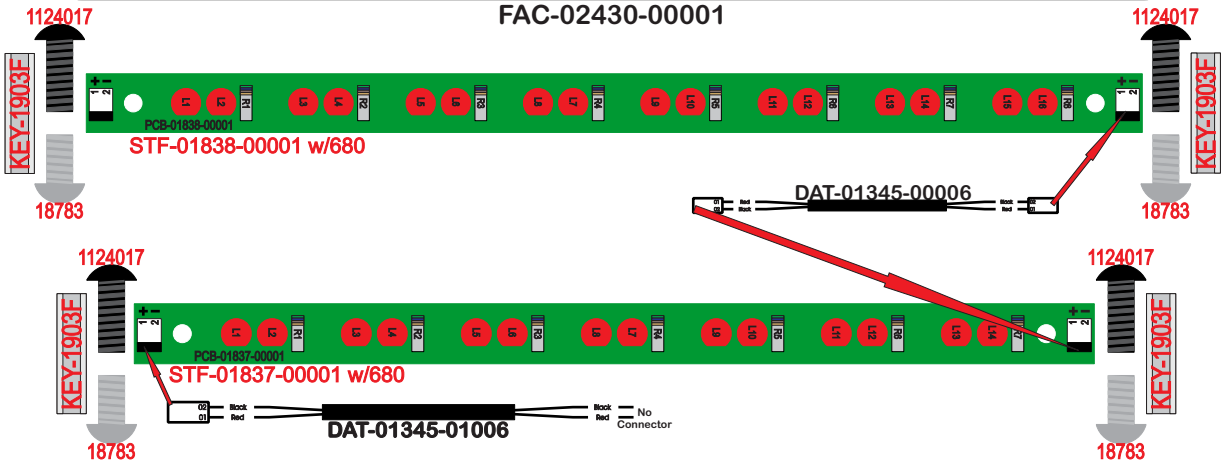 FAC-02430-00001
1124017
1124017
KEY-1903F
KEY-1903F
+ -
1 2
L1 L2 R1 L3 L4 R2 L5 L6 R3 L6 L7 R4 L9 L10 R5 L11 L12 R6 L13 L14 R7 L15 L16 R8
+ -
1 2
PCB-01838-00001
STF-01838-00001 w/680
18783
18783
DAT-01345-00006
01 Red
03 Black
Black 02
Red 01
1124017
1124017
KEY-1903F
KEY-1903F
+ -
1 2
L1 L2 R1 L3 L4 R2 L5 L6 R3 L8 L7 R4 L9 L10 R5 L11 L12 R6 L13 L14 R7
+ -
1 2
PCB-01837-00001
STF-01837-00001 w/680
02 Black
01 Red
Black
Red
No
Connector
DAT-01345-01006
18783
18783